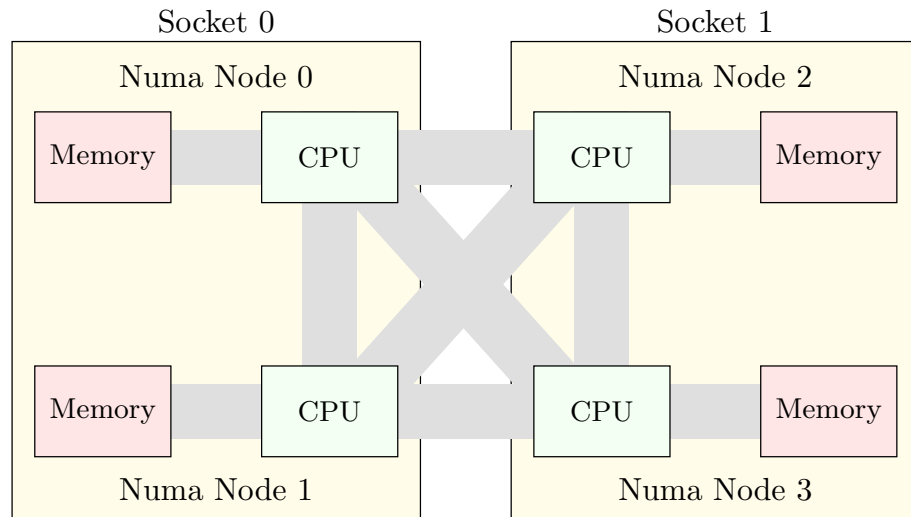 Socket 0
Socket 1
Numa Node 0
Numa Node 2
Memory
CPU
CPU
Memory
Memory
CPU
CPU
Memory
Numa Node 1
Numa Node 3